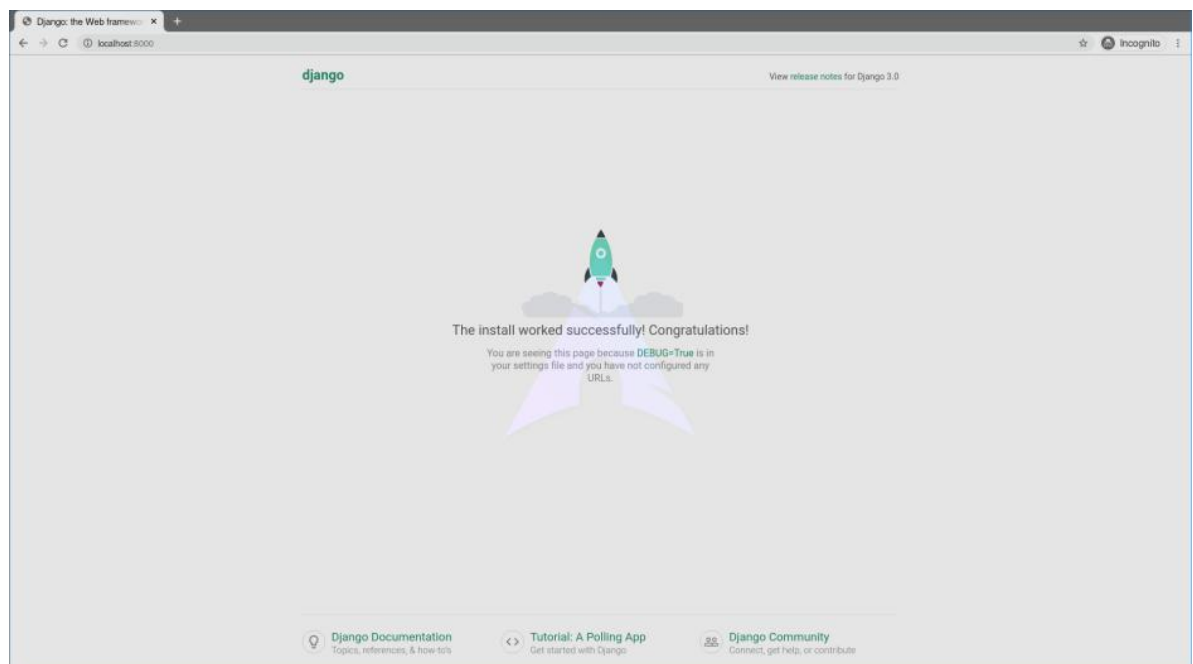 Django: the Web framewo
localhost:8000
Incognito
django
View release notes for Django 3.0
The install worked successfully! Congratulations!
You are seeing this page because DEBUG=True is in
your settings file and you have not configured any
URLs.
Django Documentation
Topics, references, & how-to's
Tutorial: A Polling App
Get started with Django
Django Community
Connect, get help, or contribute